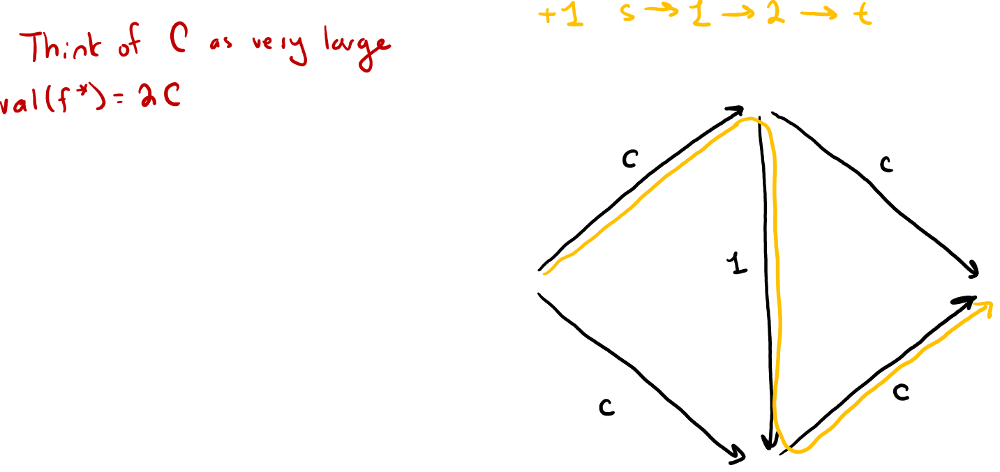 +1 s → 1 → 2 → t
Think of C as very large
val(f*) = 2C
C
C
1
C
C